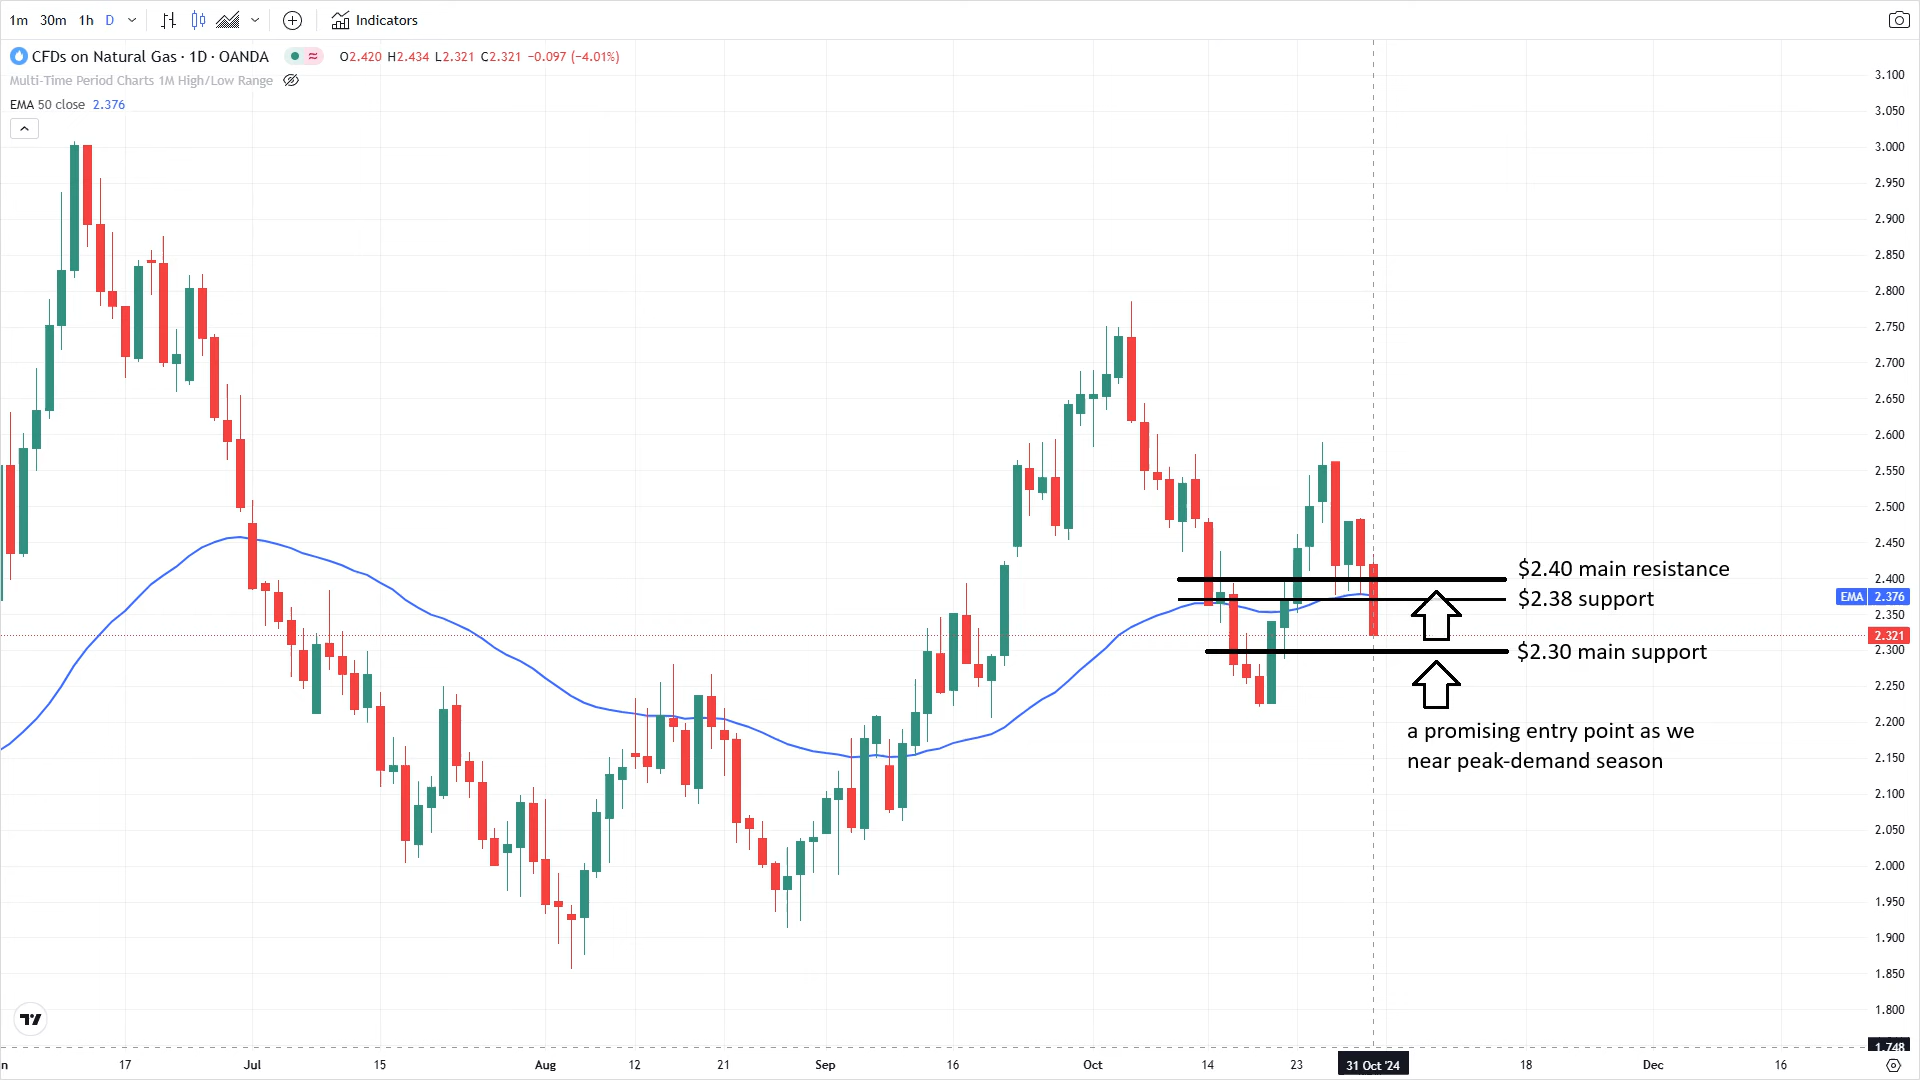 1m 30m 1h D Indicators
CFDs on Natural Gas · 1D · OANDA ≈ O2.420 H2.434 L2.321 C2.321 −0.097 (−4.01%)
Multi-Time Period Charts 1M High/Low Range
EMA 50 close 2.376
3.100
3.050
3.000
2.950
2.900
2.850
2.800
2.750
2.700
2.650
2.600
2.550
2.500
2.450
2.400
EMA 2.376
2.350
2.321
2.300
2.250
2.200
2.150
2.100
2.050
2.000
1.950
1.900
1.850
1.800
1.748
$2.40 main resistance
$2.38 support
$2.30 main support
a promising entry point as we
near peak-demand season
n 17 Jul 15 Aug 12 21 Sep 16 Oct 14 23 31 Oct '24 18 Dec 16